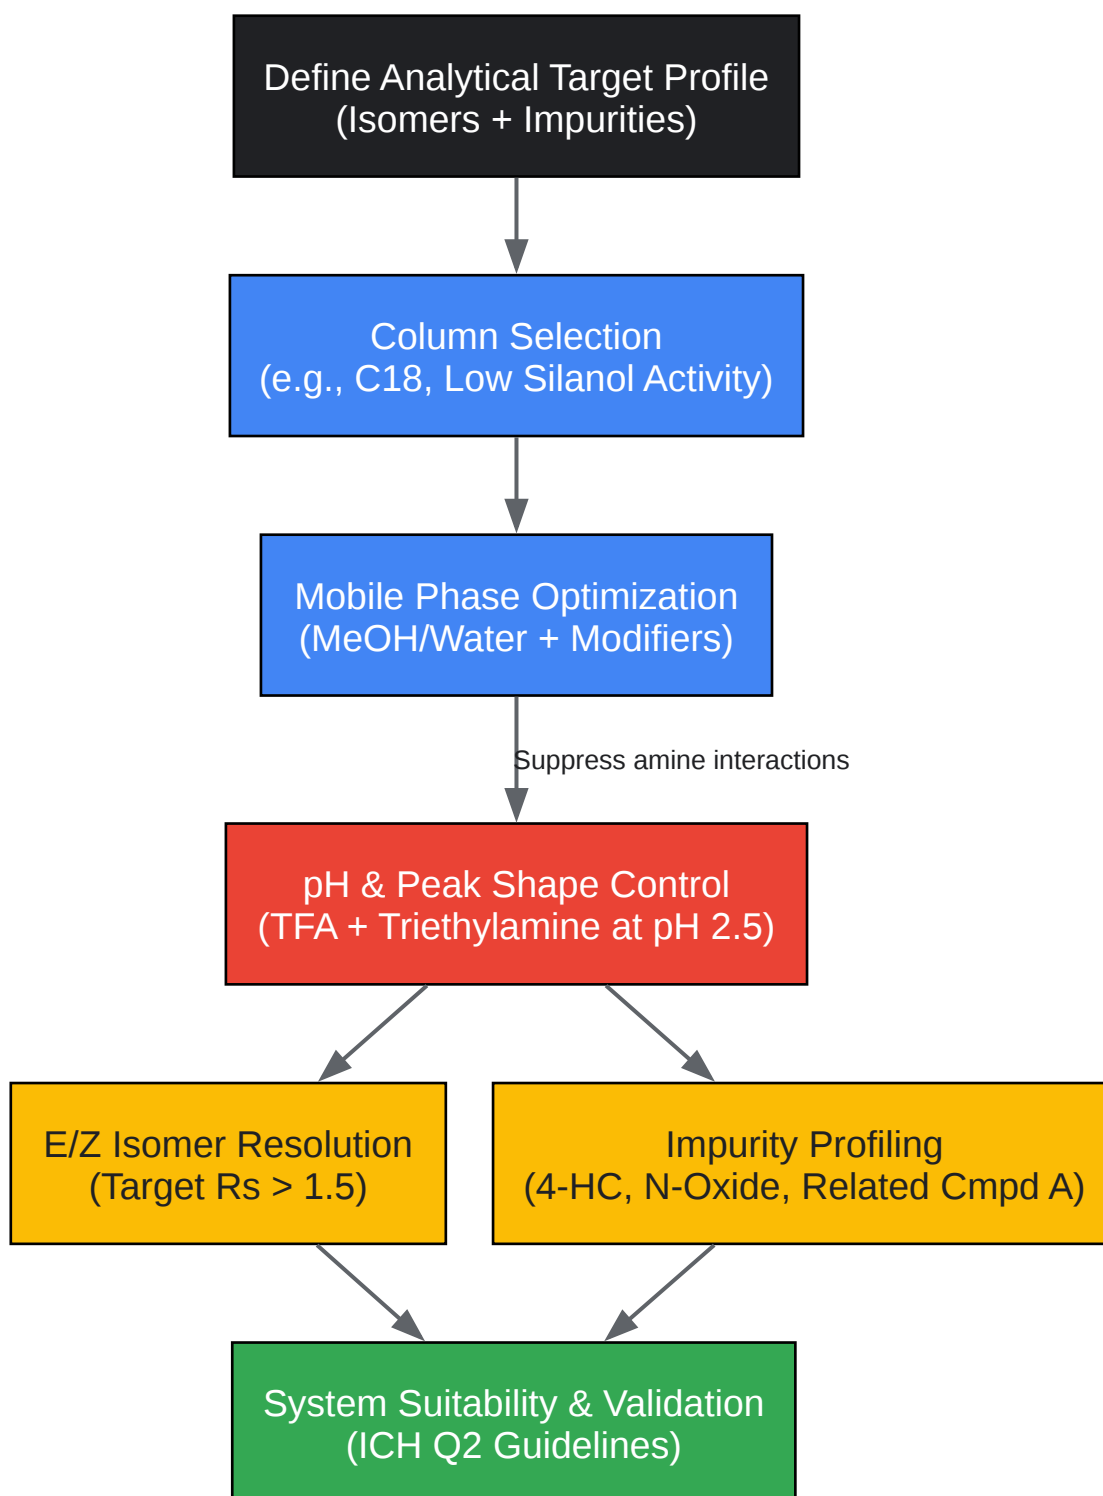 Define Analytical Target Profile
(Isomers + Impurities)
Column Selection
(e.g., C18, Low Silanol Activity)
Mobile Phase Optimization
(MeOH/Water + Modifiers)
Suppress amine interactions
pH & Peak Shape Control
(TFA + Triethylamine at pH 2.5)
E/Z Isomer Resolution
(Target Rs > 1.5)
Impurity Profiling
(4-HC, N-Oxide, Related Cmpd A)
System Suitability & Validation
(ICH Q2 Guidelines)